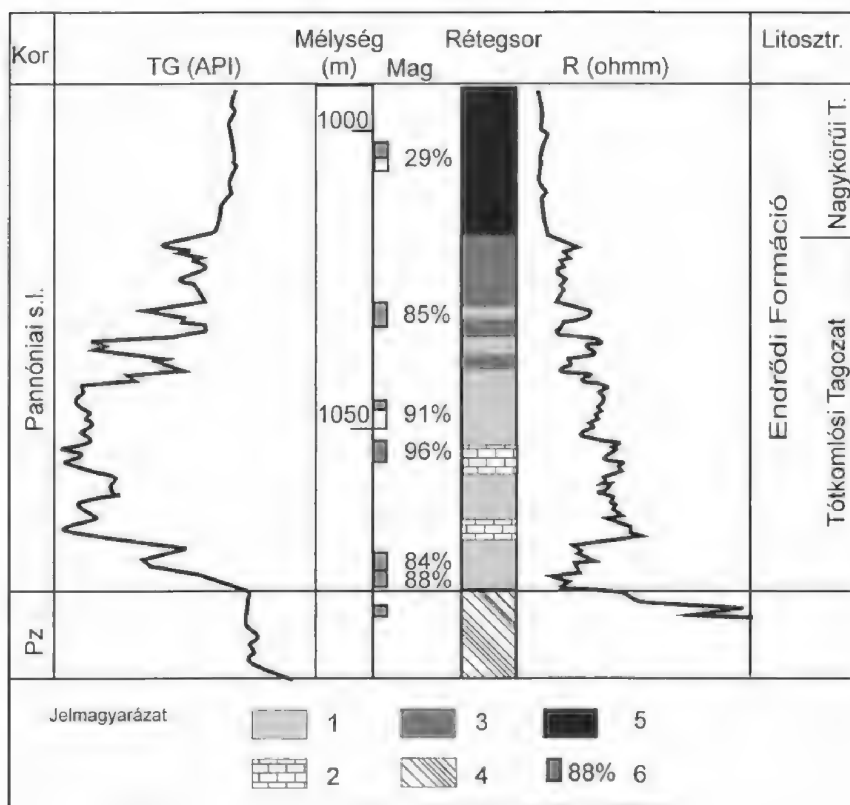 Kor
TG (API)
Mélység
(m)
Mag
Rétegsor
R (ohmm)
Litosztr.
Pannóniai s.l.
Pz
1000
1050
29%
85%
91%
96%
84%
88%
Endrődi Formáció
Nagykörűi T.
Tótkomlósi Tagozat
Jelmagyarázat
1
3
5
2
4
88% 6